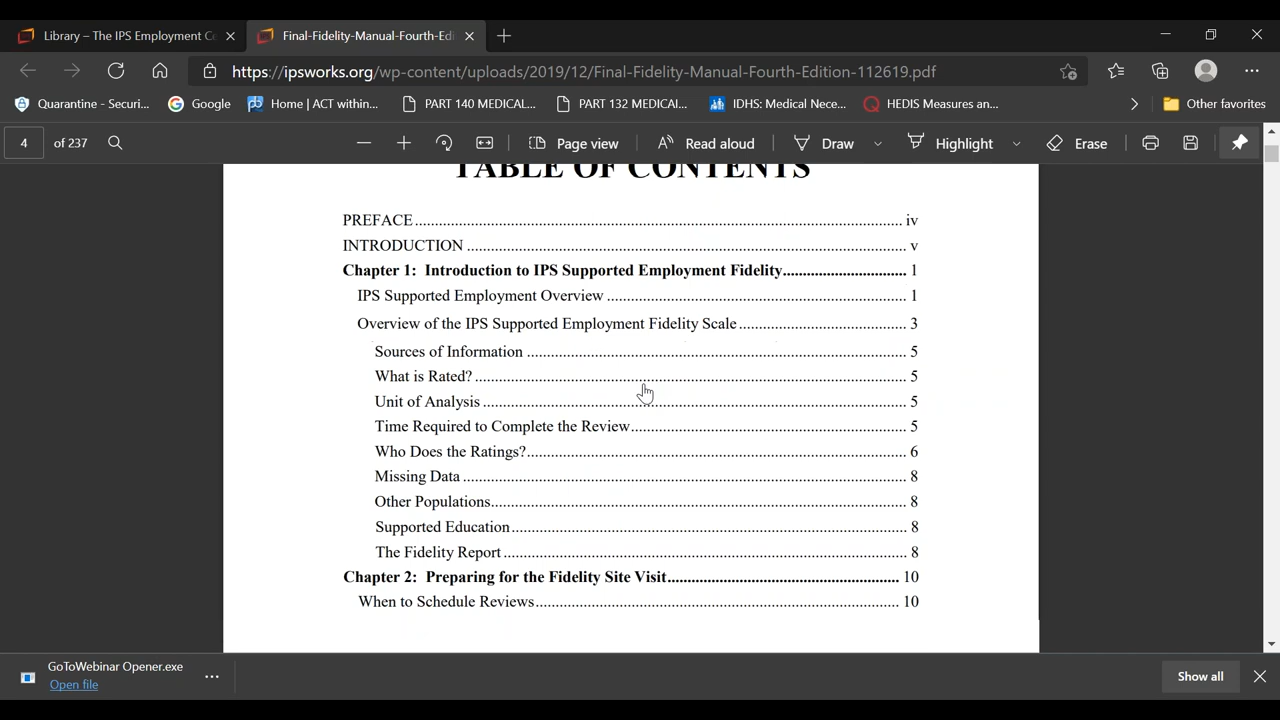 Library – The IPS Employment C
Final-Fidelity-Manual-Fourth-Edi
https://ipsworks.org/wp-content/uploads/2019/12/Final-Fidelity-Manual-Fourth-Edition-112619.pdf
Quarantine - Securi... Google Home | ACT within... PART 140 MEDICAL... PART 132 MEDICAl... IDHS: Medical Nece... HEDIS Measures an... Other favorites
4 of 237 Page view Read aloud Draw Highlight Erase
TABLE OF CONTENTS
PREFACE.......... iv
INTRODUCTION .......... v
Chapter 1: Introduction to IPS Supported Employment Fidelity.......... 1
IPS Supported Employment Overview .......... 1
Overview of the IPS Supported Employment Fidelity Scale.......... 3
Sources of Information .......... 5
What is Rated? .......... 5
Unit of Analysis .......... 5
Time Required to Complete the Review.......... 5
Who Does the Ratings?.......... 6
Missing Data .......... 8
Other Populations.......... 8
Supported Education.......... 8
The Fidelity Report .......... 8
Chapter 2: Preparing for the Fidelity Site Visit.......... 10
When to Schedule Reviews.......... 10
GoToWebinar Opener.exe
Open file
Show all